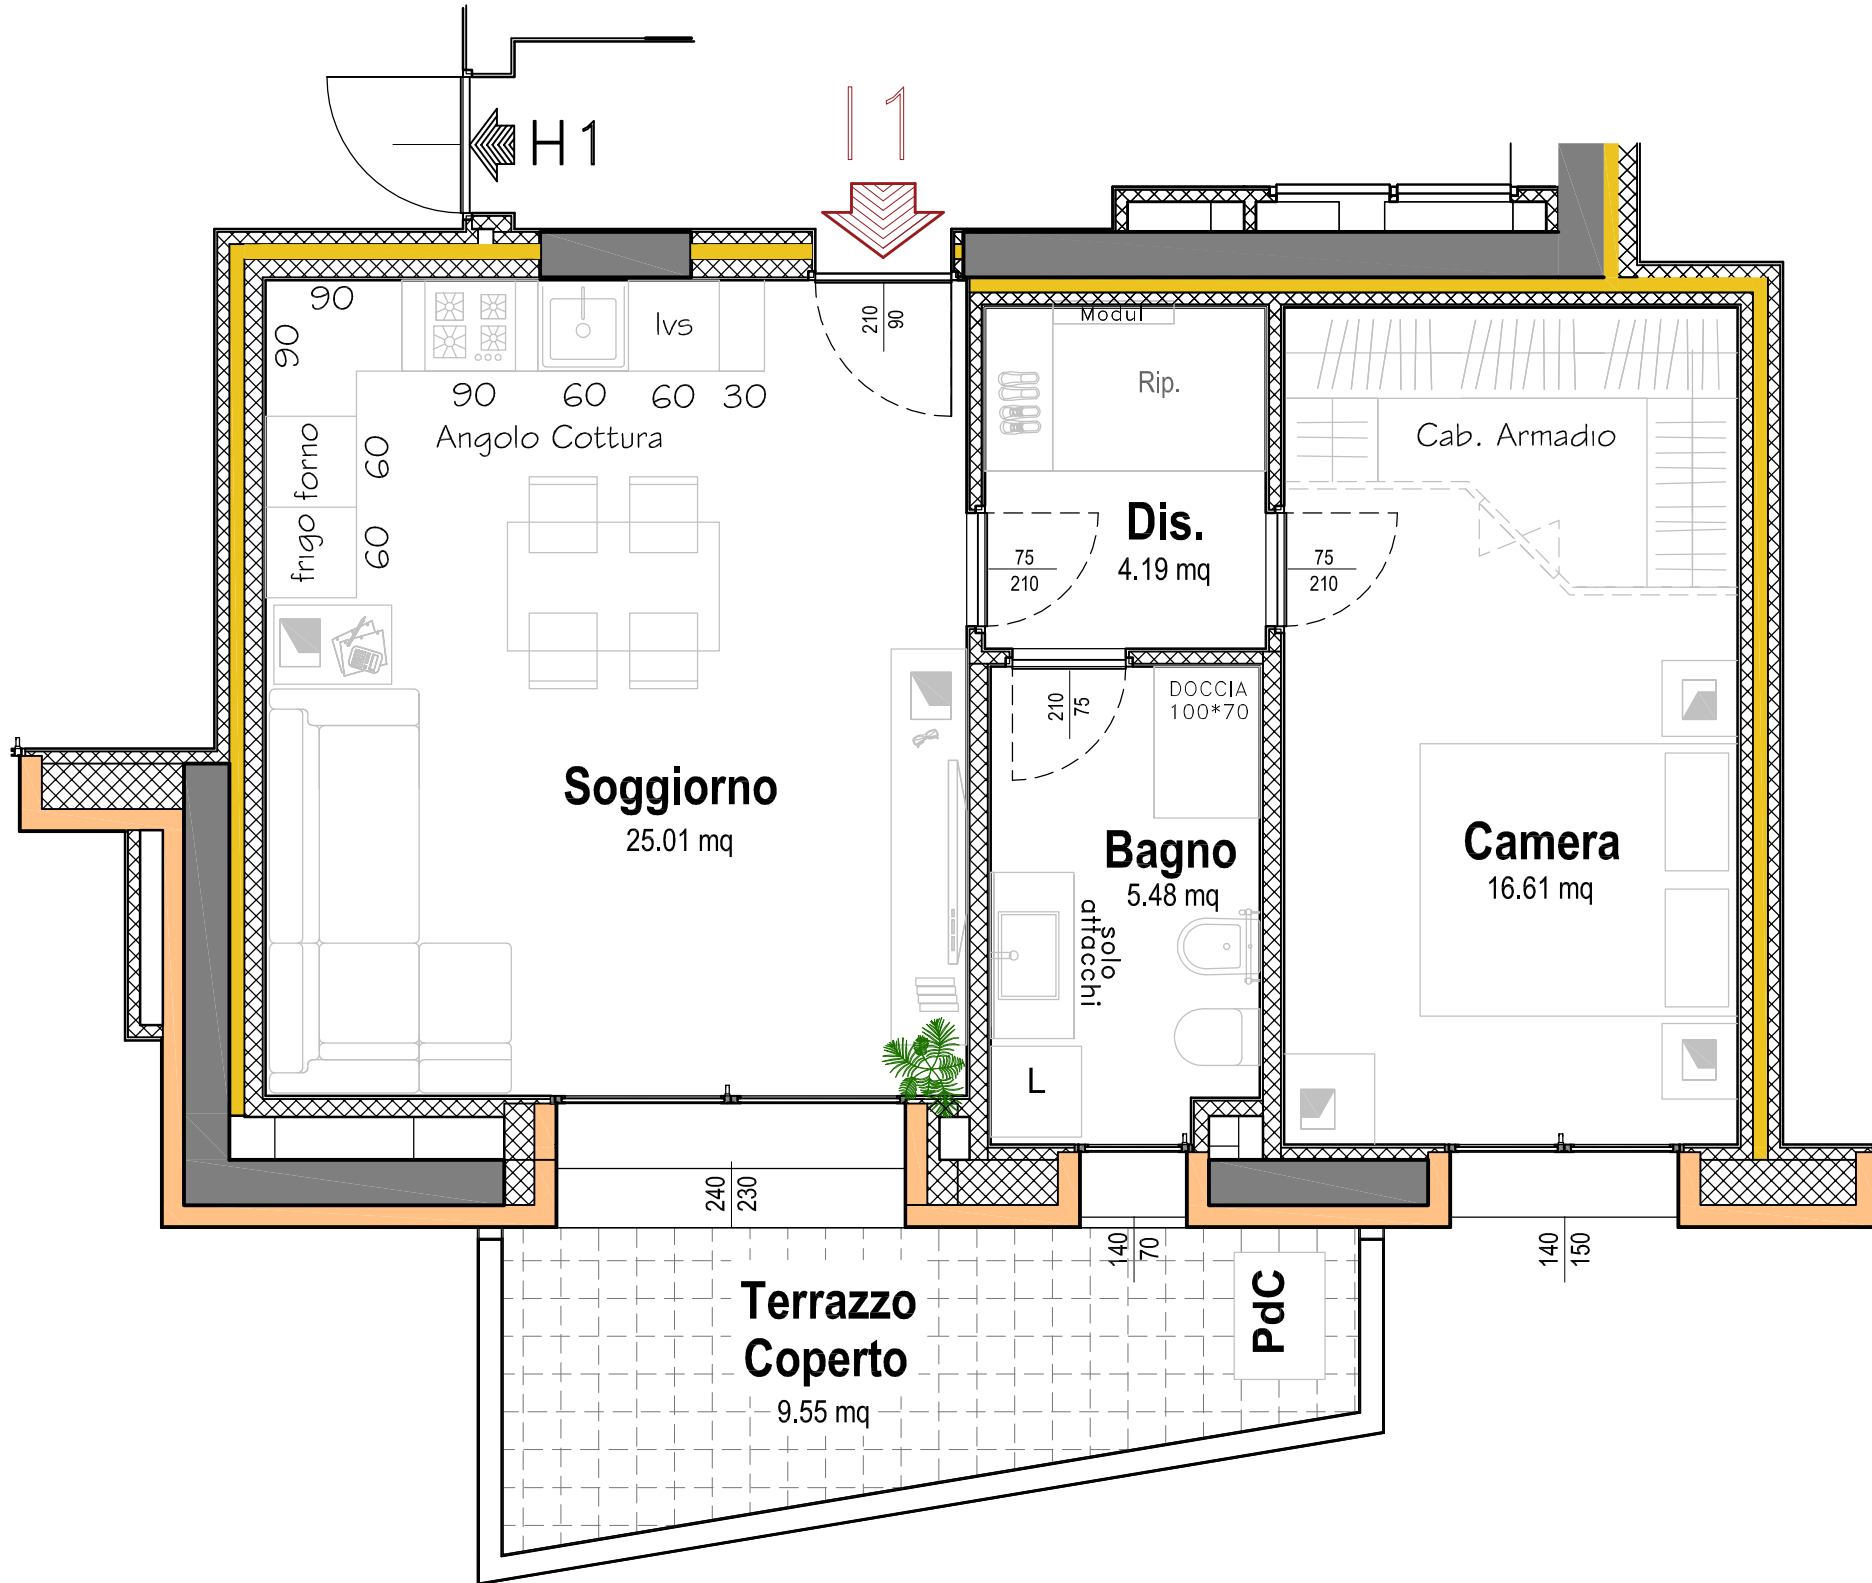 H1
I1
90
90
lvs
210
90
Modul
Rip.
90
60
60
30
Angolo Cottura
Cab. Armadio
forno
60
frigo
60
Dis.
4.19 mq
75
210
75
210
210
75
DOCCIA
100*70
Soggiorno
25.01 mq
Bagno
5.48 mq
Camera
16.61 mq
solo
attacchi
L
240
230
140
70
140
150
PdC
Terrazzo
Coperto
9.55 mq